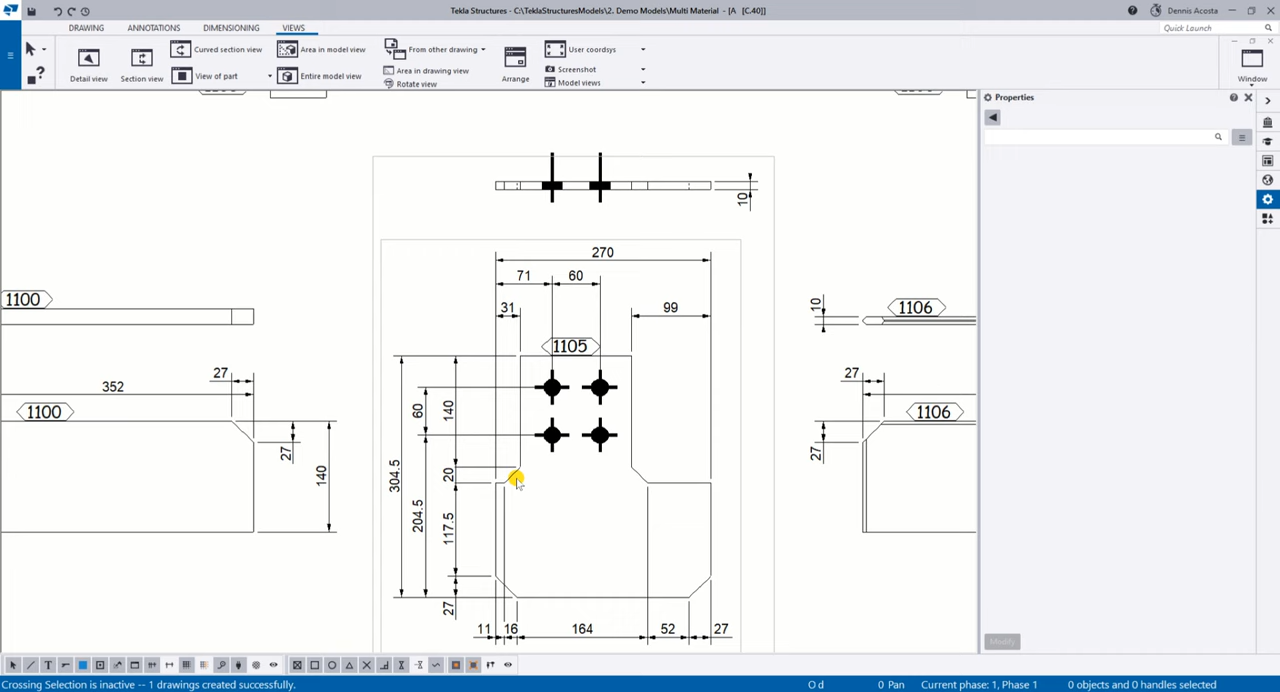 Tekla Structures - C:\TeklaStructuresModels\2. Demo Models\Multi Material - [A   [C.40]]
Dennis Acosta
DRAWING ANNOTATIONS DIMENSIONING VIEWS
Quick Launch
Curved section view
Area in model view
From other drawing
User coordsys
Area in drawing view
Screenshot
Detail view
Section view
View of part
Entire model view
Rotate view
Arrange
Model views
Window
Properties
10
270
71 60
31 99
1100
1105
10
1106
27
352
27
1100
1106
60
140
27
27
140
304.5
20
204.5
117.5
27
11 16 164 52 27
Modify
Crossing Selection is inactive -- 1 drawings created successfully.
O d
0 Pan
Current phase: 1, Phase 1
0 objects and 0 handles selected